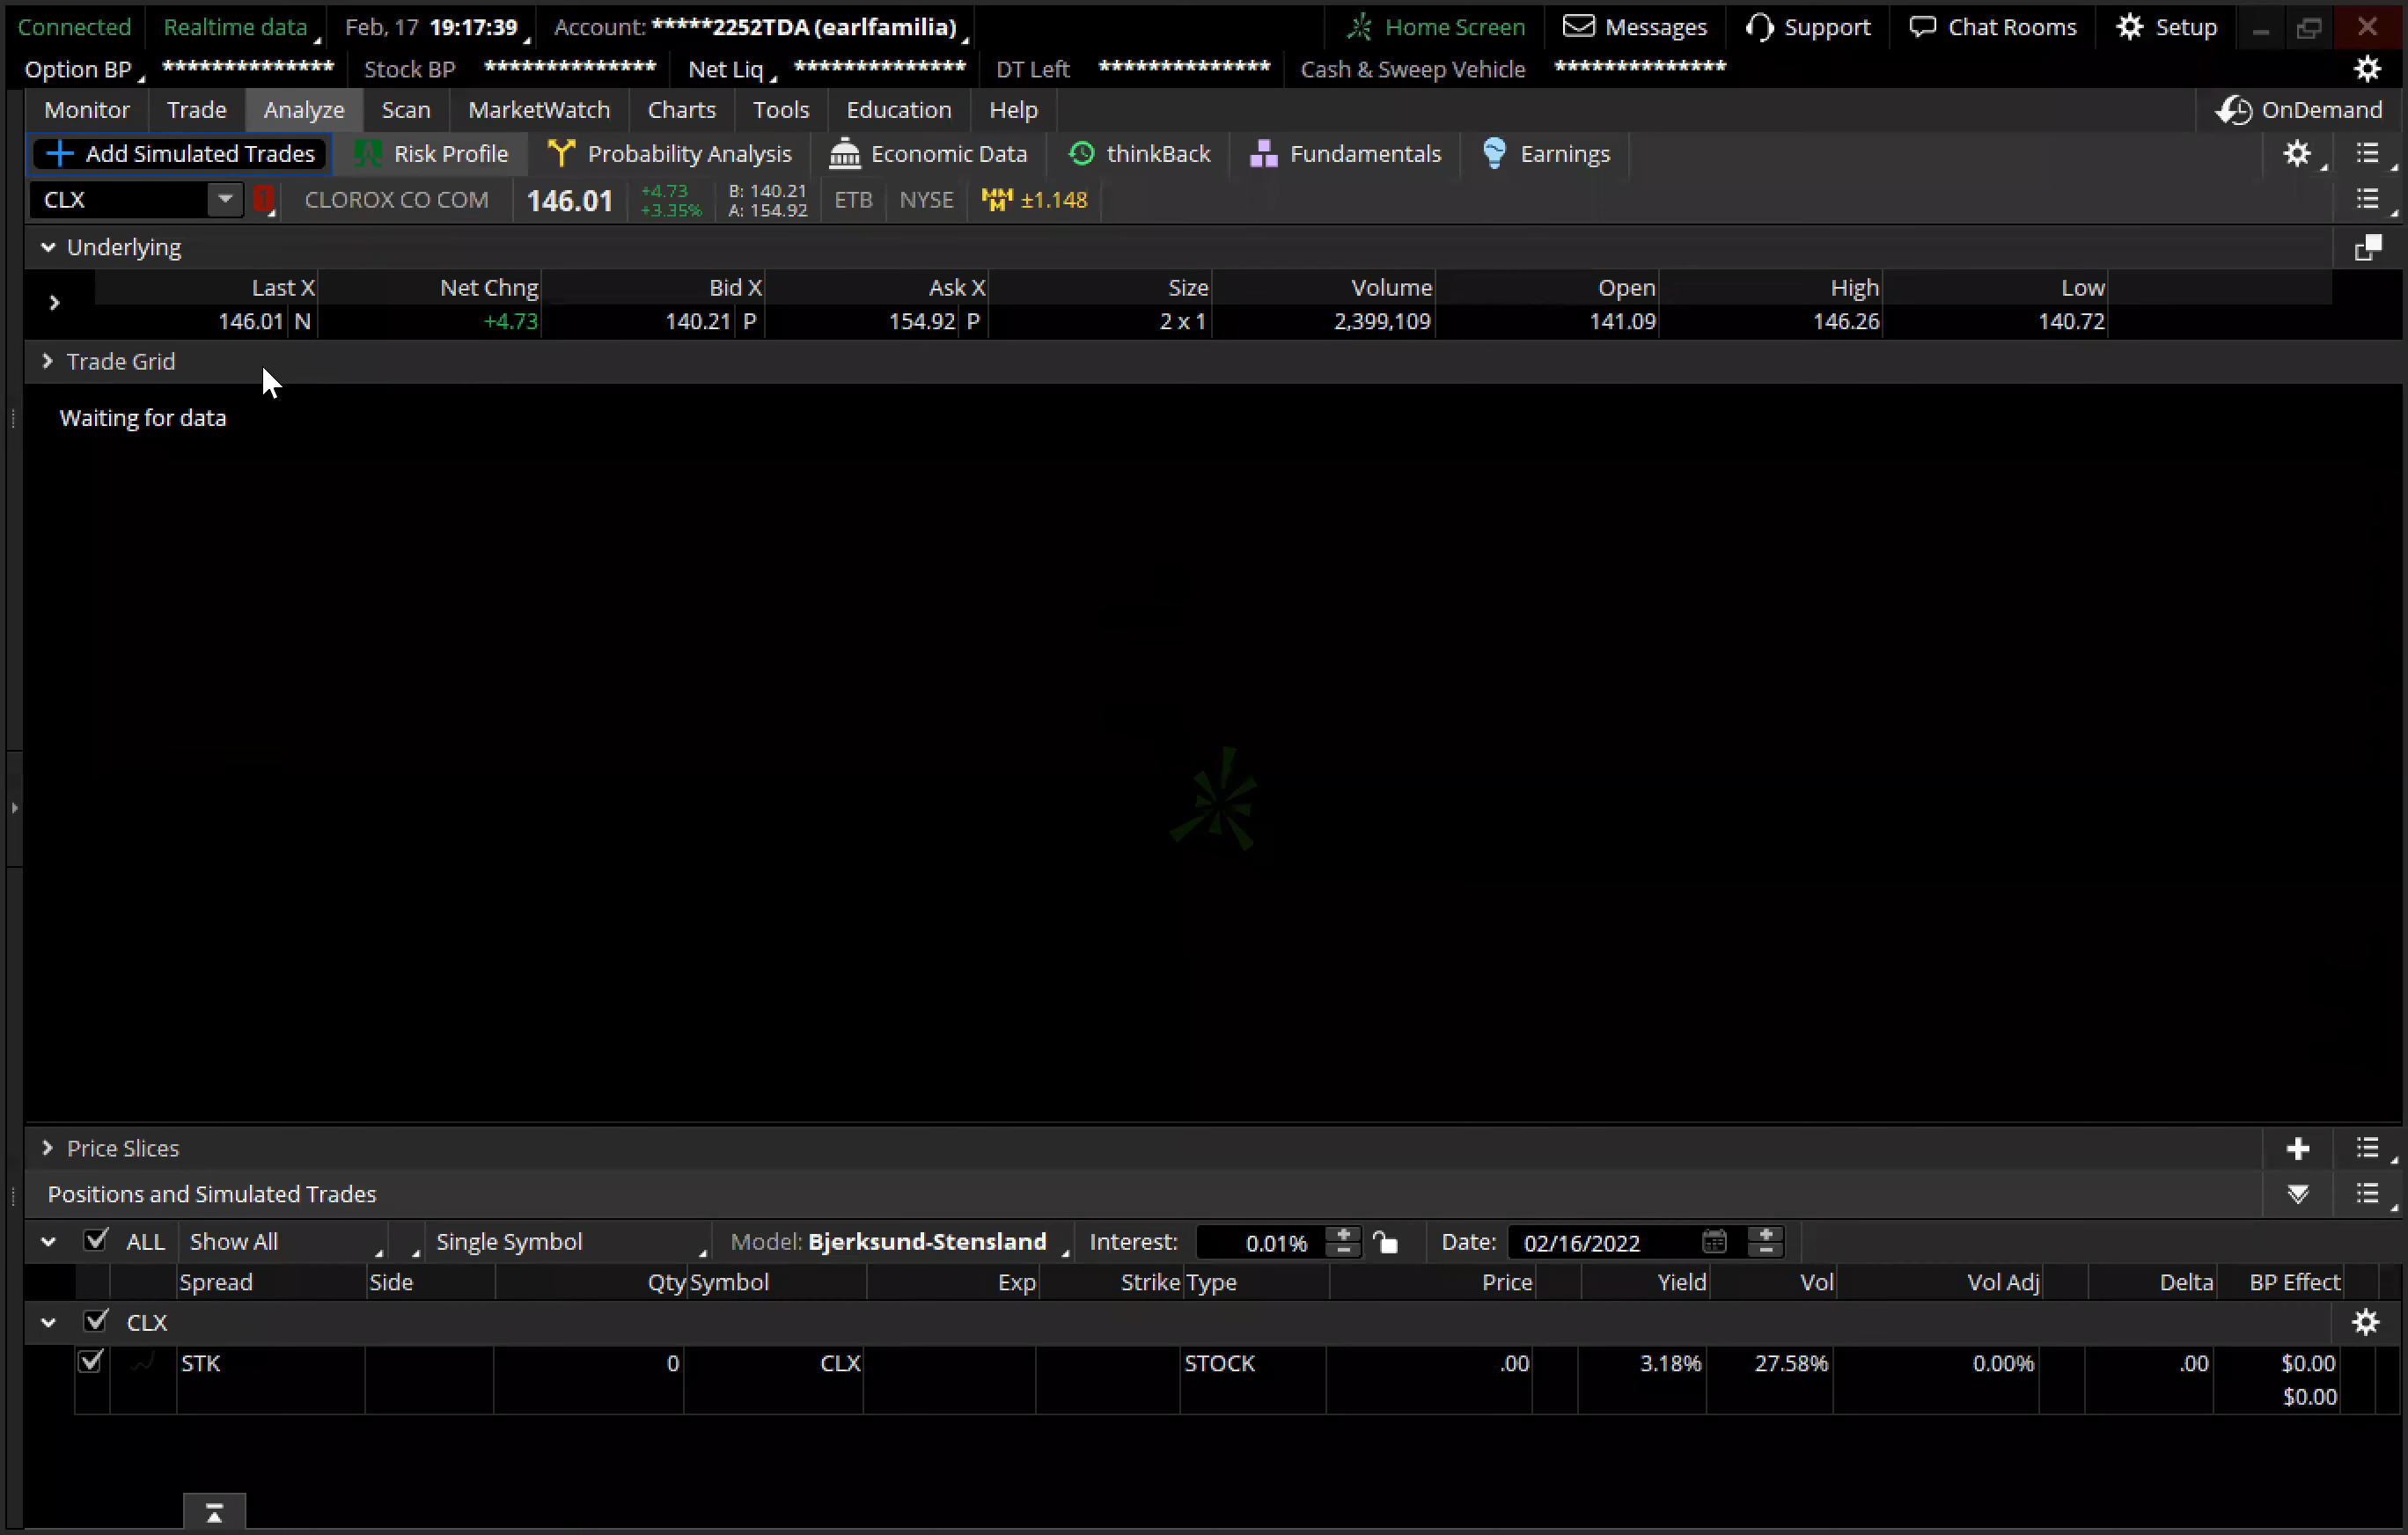 Connected Realtime data Feb, 17 19:17:39 Account: *****2252TDA (earlfamilia) Home Screen Messages Support Chat Rooms Setup
Option BP ************** Stock BP ************** Net Liq ************** DT Left ************** Cash & Sweep Vehicle **************
Monitor Trade Analyze Scan MarketWatch Charts Tools Education Help OnDemand
Add Simulated Trades Risk Profile Probability Analysis Economic Data thinkBack Fundamentals Earnings
CLX 1 CLOROX CO COM 146.01 +4.73 +3.35% B: 140.21 A: 154.92 ETB NYSE MMM ±1.148
Underlying
Last X Net Chng Bid X Ask X Size Volume Open High Low
146.01 N +4.73 140.21 P 154.92 P 2 x 1 2,399,109 141.09 146.26 140.72
Trade Grid
Waiting for data
Price Slices
Positions and Simulated Trades
ALL Show All Single Symbol Model: Bjerksund-Stensland Interest: 0.01% Date: 02/16/2022
Spread Side Qty Symbol Exp Strike Type Price Yield Vol Vol Adj Delta BP Effect
CLX
STK 0 CLX STOCK .00 3.18% 27.58% 0.00% .00 $0.00
$0.00